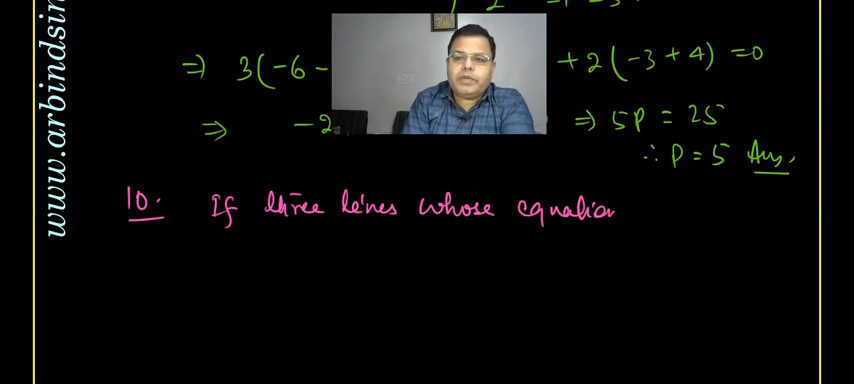 www.arbindsin
⇒ 3(-6 - + 2(-3 + 4) = 0
⇒ -2 ⇒ 5P = 25
∴ P = 5 Ans.
10. If three lines whose equation